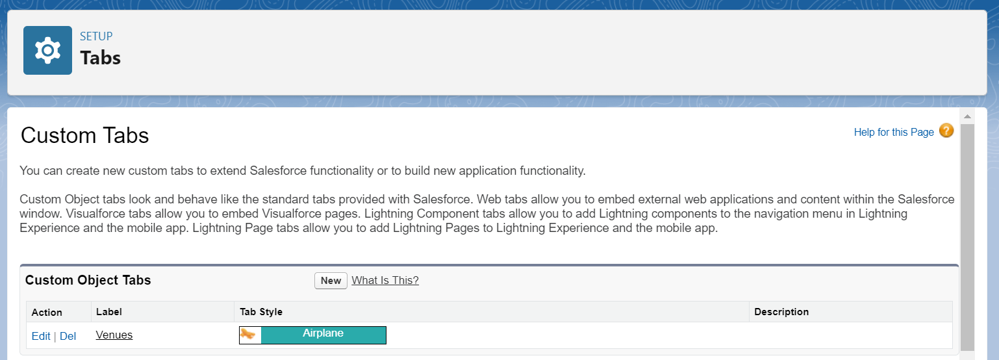 SETUP
Tabs
Custom Tabs
Help for this Page ?
You can create new custom tabs to extend Salesforce functionality or to build new application functionality.
Custom Object tabs look and behave like the standard tabs provided with Salesforce. Web tabs allow you to embed external web applications and content within the Salesforce
window. Visualforce tabs allow you to embed Visualforce pages. Lightning Component tabs allow you to add Lightning components to the navigation menu in Lightning
Experience and the mobile app. Lightning Page tabs allow you to add Lightning Pages to Lightning Experience and the mobile app.
Custom Object Tabs New What Is This?
Action Label Tab Style Description
Edit | Del Venues Airplane